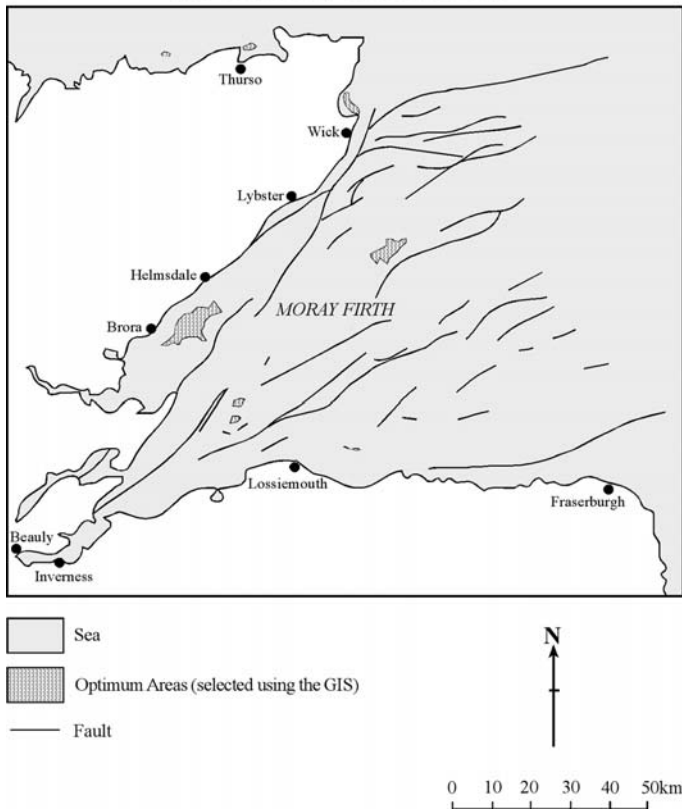 Thurso
Wick
Lybster
Helmsdale
MORAY FIRTH
Brora
Lossiemouth
Fraserburgh
Beauly
Inverness
Sea
N
Optimum Areas (selected using the GIS)
Fault
0 10 20 30 40 50km